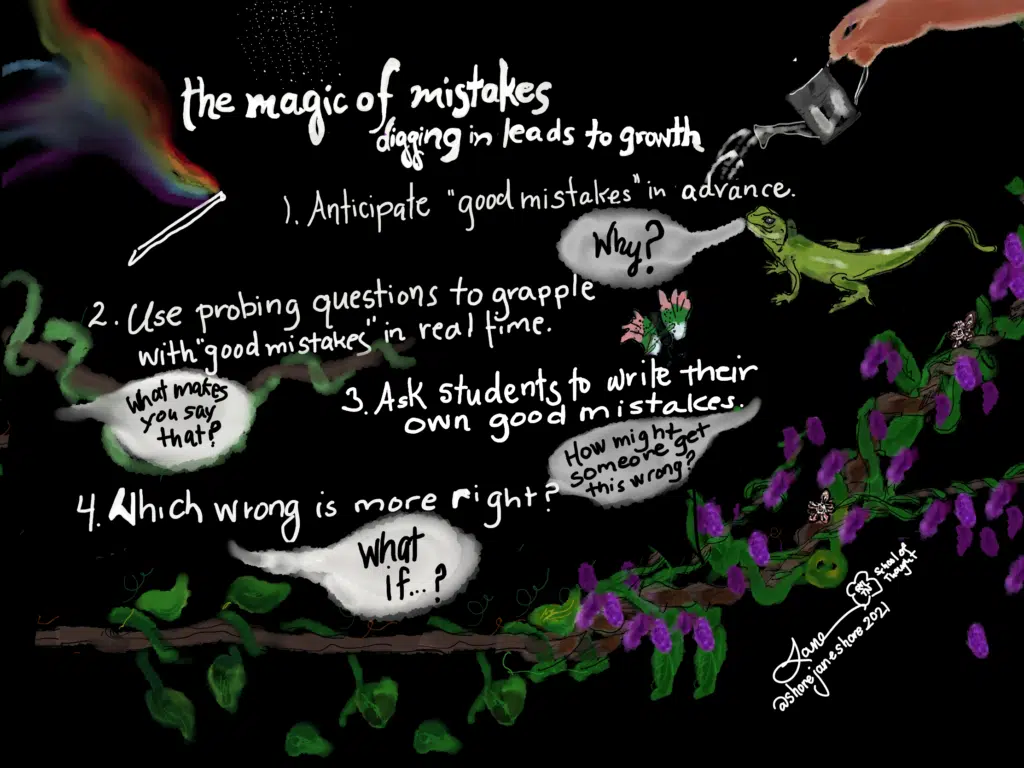 the magic of mistakes
digging in leads to growth
1. Anticipate "good mistakes" in advance.
Why?
2. Use probing questions to grapple
with "good mistakes" in real time.
What makes
you say
that?
3. Ask students to write their
own good mistakes.
How might
someone get
this wrong?
4. Which wrong is more right?
What
if...?
School of
Thought
Jana
@shorejaneshore 2021